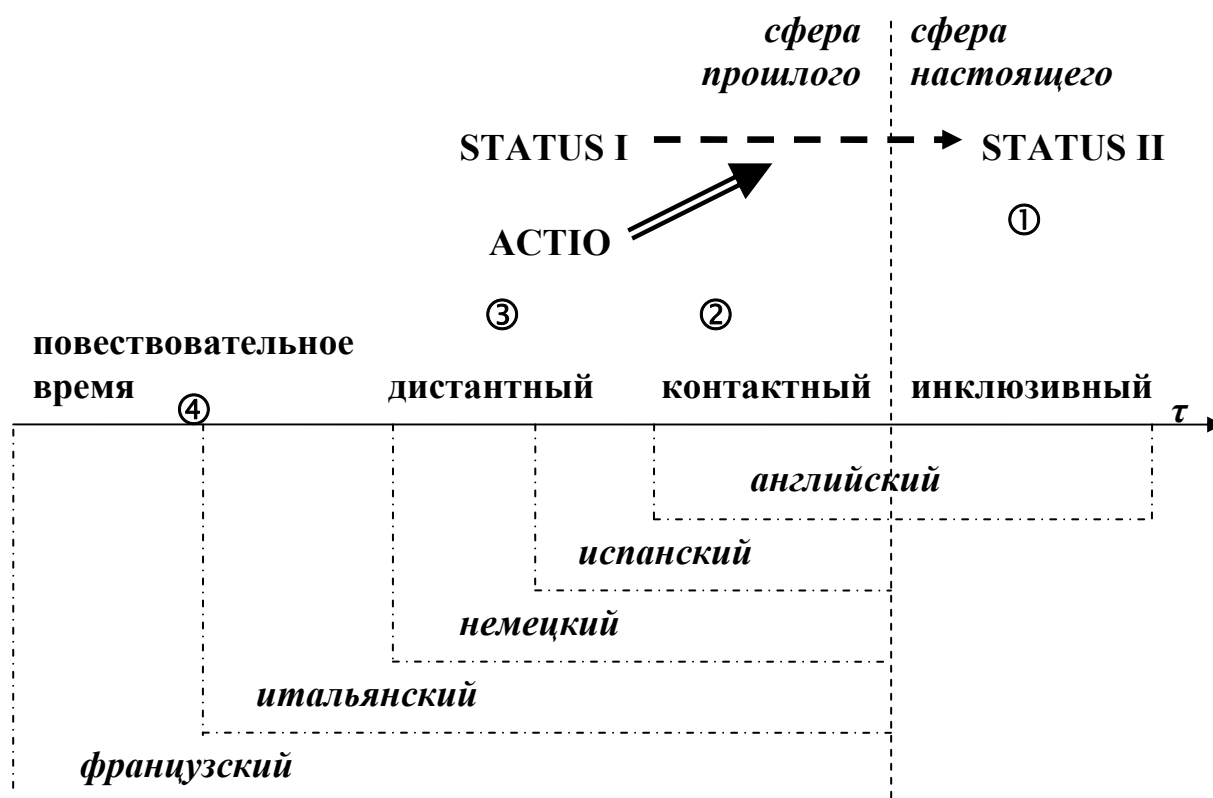 сфера сфера
прошлого настоящего
STATUS I STATUS II
①
ACTIO
③ ②
повествовательное
время ④ дистантный контактный инклюзивный τ
английский
испанский
немецкий
итальянский
французский